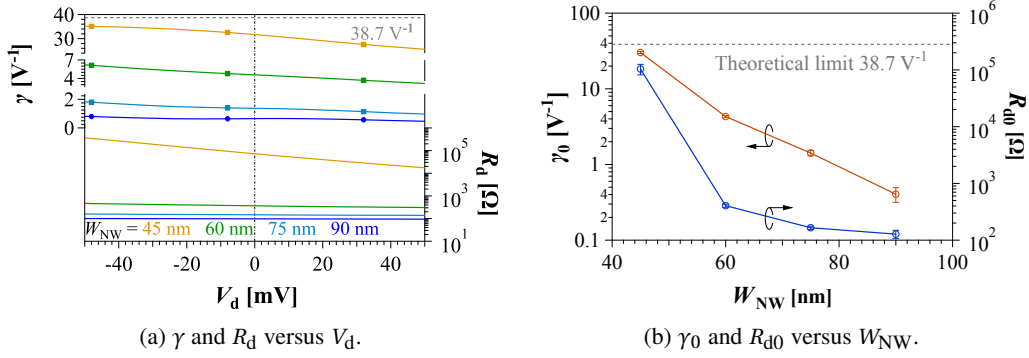 40
30
7
4
2
0
γ [V⁻¹]
38.7 V⁻¹
10⁵
10³
10¹
R_d [Ω]
W_NW = 45 nm 60 nm 75 nm 90 nm
-40 -20 0 20 40
V_d [mV]
(a) γ and R_d versus V_d.
100
40
20
10
4
2
1
0.4
0.2
0.1
γ₀ [V⁻¹]
Theoretical limit 38.7 V⁻¹
10⁶
10⁵
10⁴
10³
10²
R_d0 [Ω]
40 50 60 70 80 90 100
W_NW [nm]
(b) γ₀ and R_d0 versus W_NW.